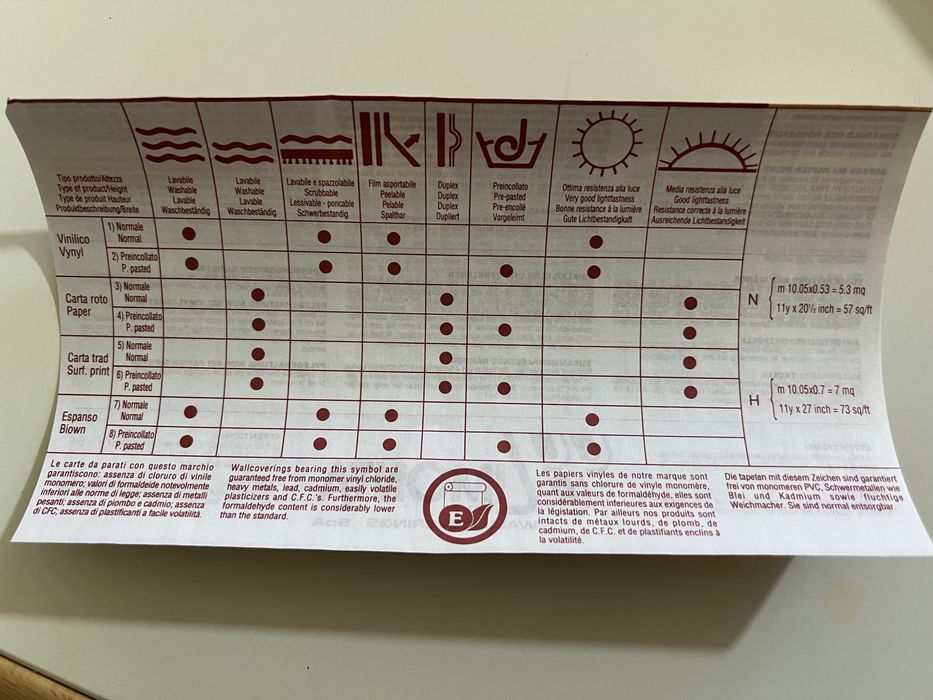 Tipo prodotto/Altezza
Type of product/Height
Type de produit Hauteur
Produktbeschreibung/Breite
Lavabile
Washable
Lavable
Waschbeständig
Lavabile
Washable
Lavable
Waschbeständig
Lavabile e spazzolabile
Scrubbable
Lessivable - poncable
Schwerbestandig
Film asportabile
Peelable
Pelable
Spalthar
Duplex
Duplex
Duplex
Dupliert
Preincollato
Pre-pasted
Pre-encollé
Vorgeleimt
Ottima resistenza alla luce
Very good lightfastness
Bonne resistance à la lumière
Gute Lichtbestandigkaft
Media resistenza alla luce
Good lightfastness
Resistance correcte à la lumière
Ausreichende Lichtbestandigkeit
Vinilico
Vynyl
1) Normale
Normal
2) Preincollato
P. pasted
Carta roto
Paper
3) Normale
Normal
4) Preincollato
P. pasted
Carta trad
Surf. print
5) Normale
Normal
6) Preincollato
P. pasted
Espanso
Blown
7) Normale
Normal
8) Preincollato
P. pasted
N
m 10.05x0.53 = 5.3 mq
11y x 20½ inch = 57 sq/ft
H
m 10.05x0.7 = 7 mq
11y x 27 inch = 73 sq/ft
Le carte da parati con questo marchio
garantiscono: assenza di cloruro di vinile
monomero; valori di formaldeide notevolmente
inferiori alle norme di legge; assenza di metalli
pesanti; assenza di piombo e cadmio; assenza
di CFC; assenza di plastificanti a facile volatilità.
Wallcoverings bearing this symbol are
guaranteed free from monomer vinyl chloride,
heavy metals, lead, cadmium, easily volatile
plasticizers and C.F.C.'s. Furthermore, the
formaldehyde content is considerably lower
than the standard.
E
Les papiers vinyles de notre marque sont
garantis sans chlorure de vinyle monomère,
quant aux valeurs de formaldéhyde, elles sont
considérablement inferieures aux exigences de
la législation. Par ailleurs nos produits sont
intacts de métaux lourds, de plomb, de
cadmium, de C.F.C. et de plastifiants enclins à
la volatilité.
Die tapeten mit diesem Zeichen sind garantiert
frei von monomeren PVC, Schwermetallen wie
Blei und Kadmium sowie fluchtige
Weichmacher. Sie sind normal entsorgbar.